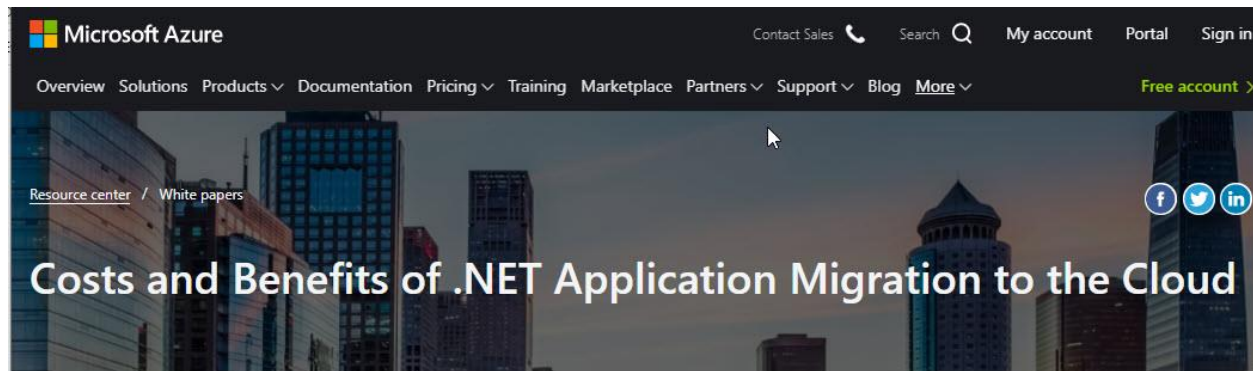 Microsoft Azure Contact Sales Search My account Portal Sign in
Overview Solutions Products Documentation Pricing Training Marketplace Partners Support Blog More Free account
Resource center / White papers
Costs and Benefits of .NET Application Migration to the Cloud